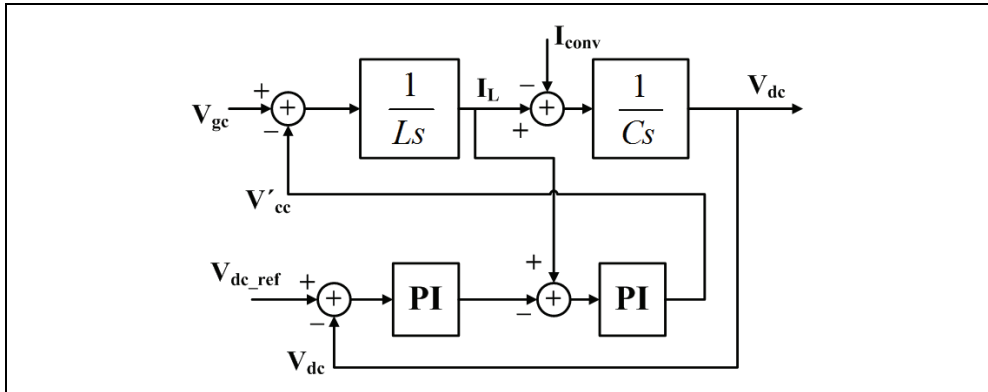 I_conv
+ − V_dc
1 I_L 1
V_gc + + Ls Cs
− +
V´_cc
V_dc_ref + + PI + + PI
− −
V_dc